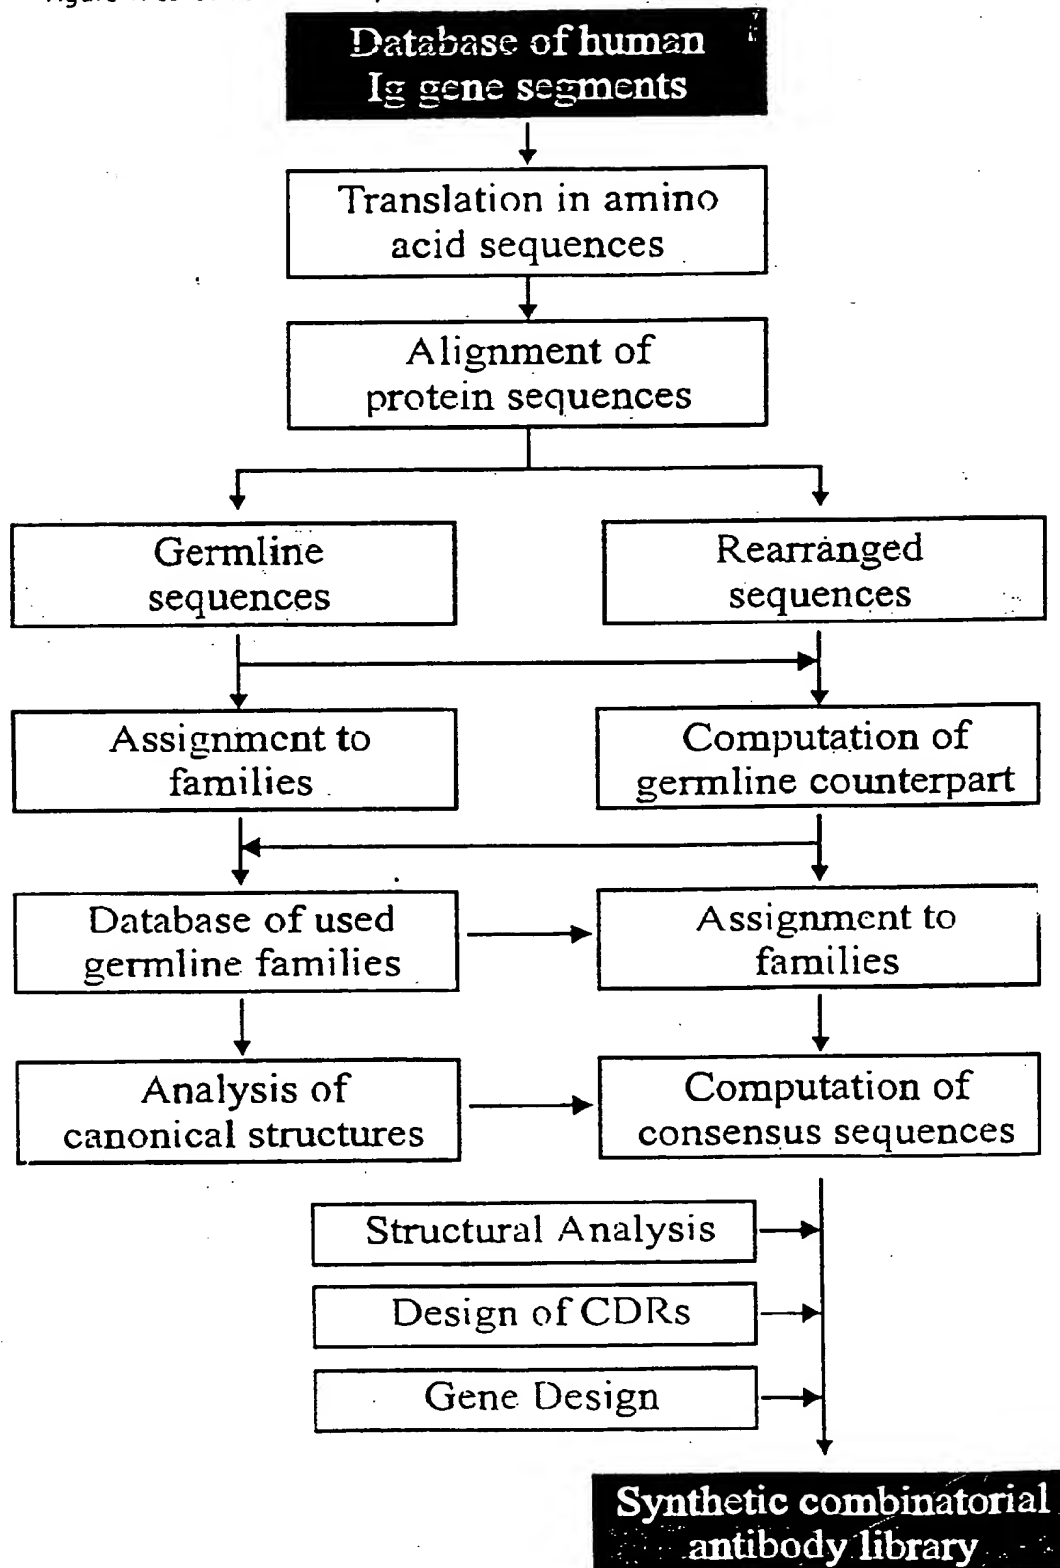 Database of human
Ig gene segments
Translation in amino
acid sequences
Alignment of
protein sequences
Germline
sequences
Rearranged
sequences
Assignment to
families
Computation of
germline counterpart
Database of used
germline families
Assignment to
families
Analysis of
canonical structures
Computation of
consensus sequences
Structural Analysis
Design of CDRs
Gene Design
Synthetic combinatorial
antibody library